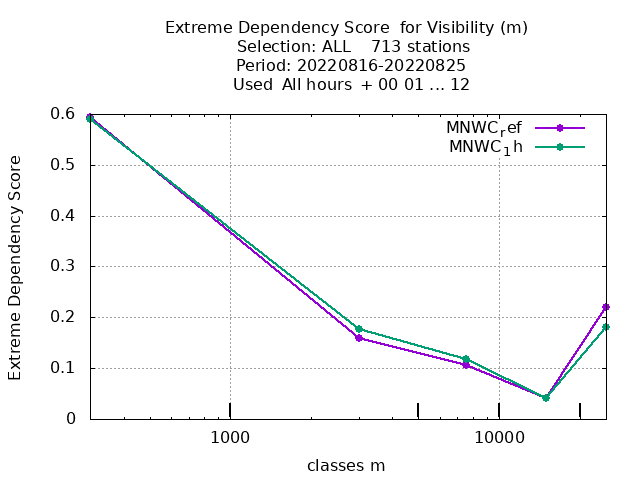 Extreme Dependency Score  for Visibility (m)
Selection: ALL    713 stations
Period: 20220816-20220825
Used  All hours  + 00 01 ... 12
0.6
0.5
0.4
0.3
0.2
0.1
0
Extreme Dependency Score
MNWC_ref
MNWC_1h
1000
10000
classes m